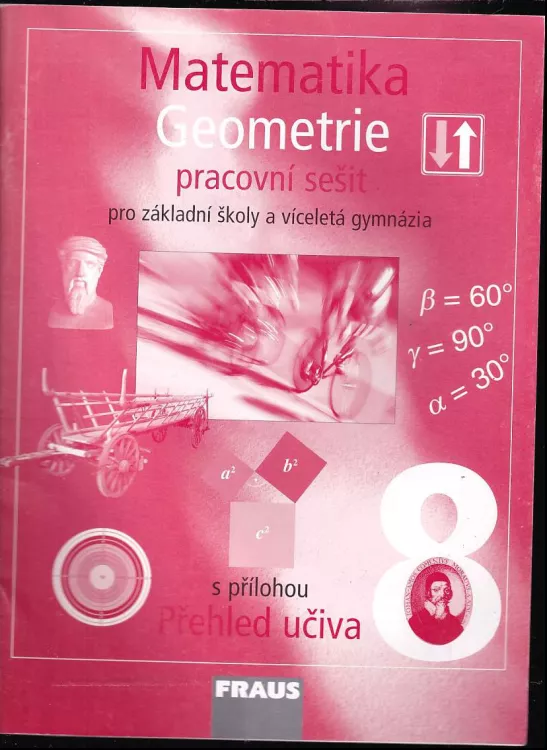 Matematika
Geometrie
pracovní sešit
pro základní školy a víceletá gymnázia
β = 60°
γ = 90°
α = 30°
a²
b²
c²
8
s přílohou
Přehled učiva
FRAUS